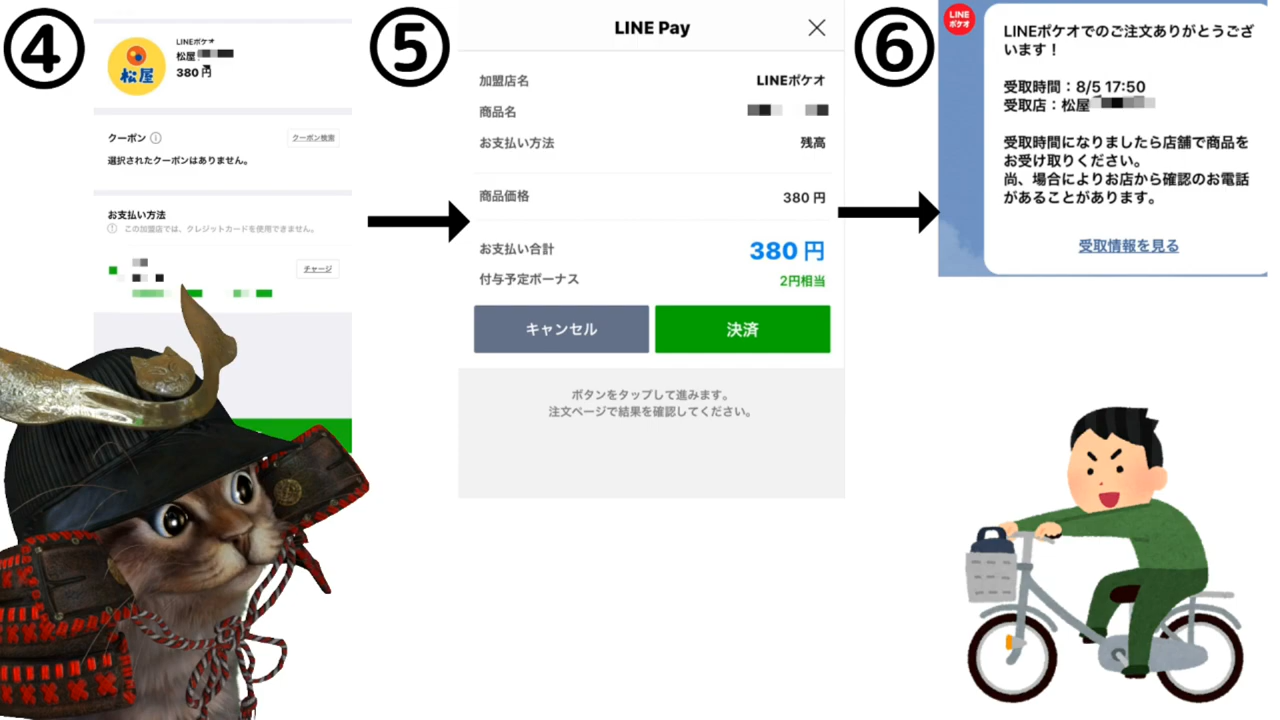 ④
LINEポケオ
松屋
松屋
380円
クーポン
クーポン検索
選択されたクーポンはありません。
お支払い方法
この加盟店では、クレジットカードを使用できません。
チャージ
⑤
LINE Pay
加盟店名 LINEポケオ
商品名
お支払い方法 残高
商品価格 380 円
お支払い合計 380 円
付与予定ボーナス 2円相当
キャンセル 決済
ボタンをタップして進みます。
注文ページで結果を確認してください。
⑥
LINE
ポケオ
LINEポケオでのご注文ありがとうござ
います！
受取時間：8/5 17:50
受取店：松屋
受取時間になりましたら店舗で商品を
お受け取りください。
尚、場合によりお店から確認のお電話
があることがあります。
受取情報を見る